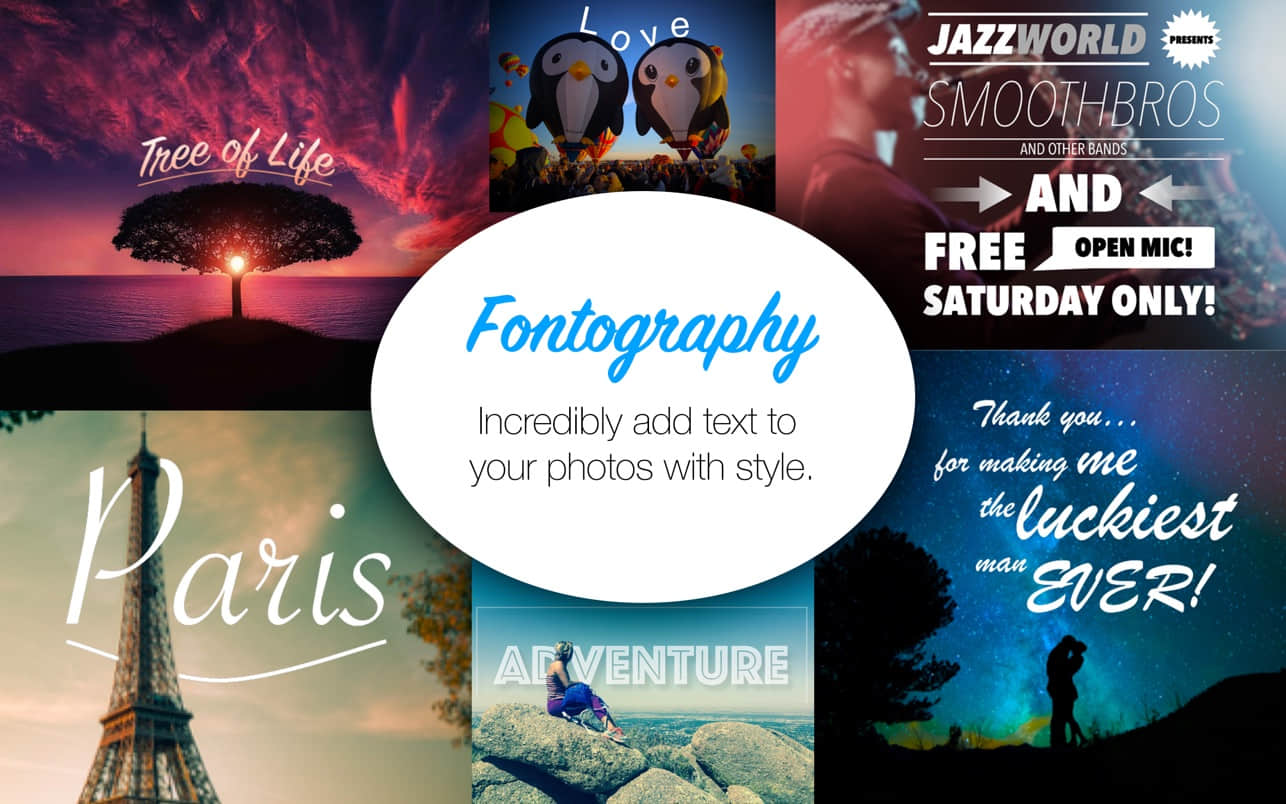 Tree of Life
Love
JAZZWORLD
PRESENTS
SMOOTHBROS
AND OTHER BANDS
AND
FREE
OPEN MIC!
SATURDAY ONLY!
Fontography
Incredibly add text to
your photos with style.
Paris
ADVENTURE
Thank you...
for making me
the luckiest
man EVER!